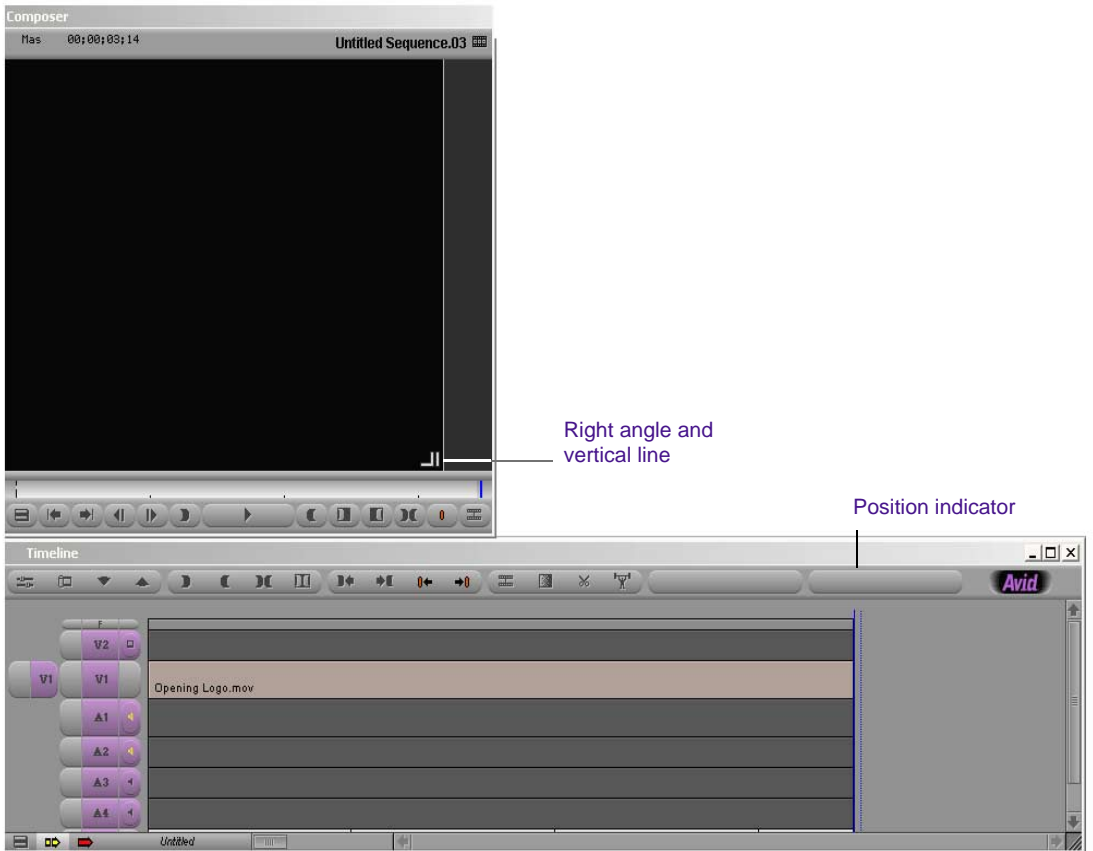 Composer
Mas 00;00;03;14 Untitled Sequence.03
Right angle and
vertical line
Position indicator
Timeline
Avid
F
V2
V1 V1
Opening Logo.mov
A1
A2
A3
A4
Untitled